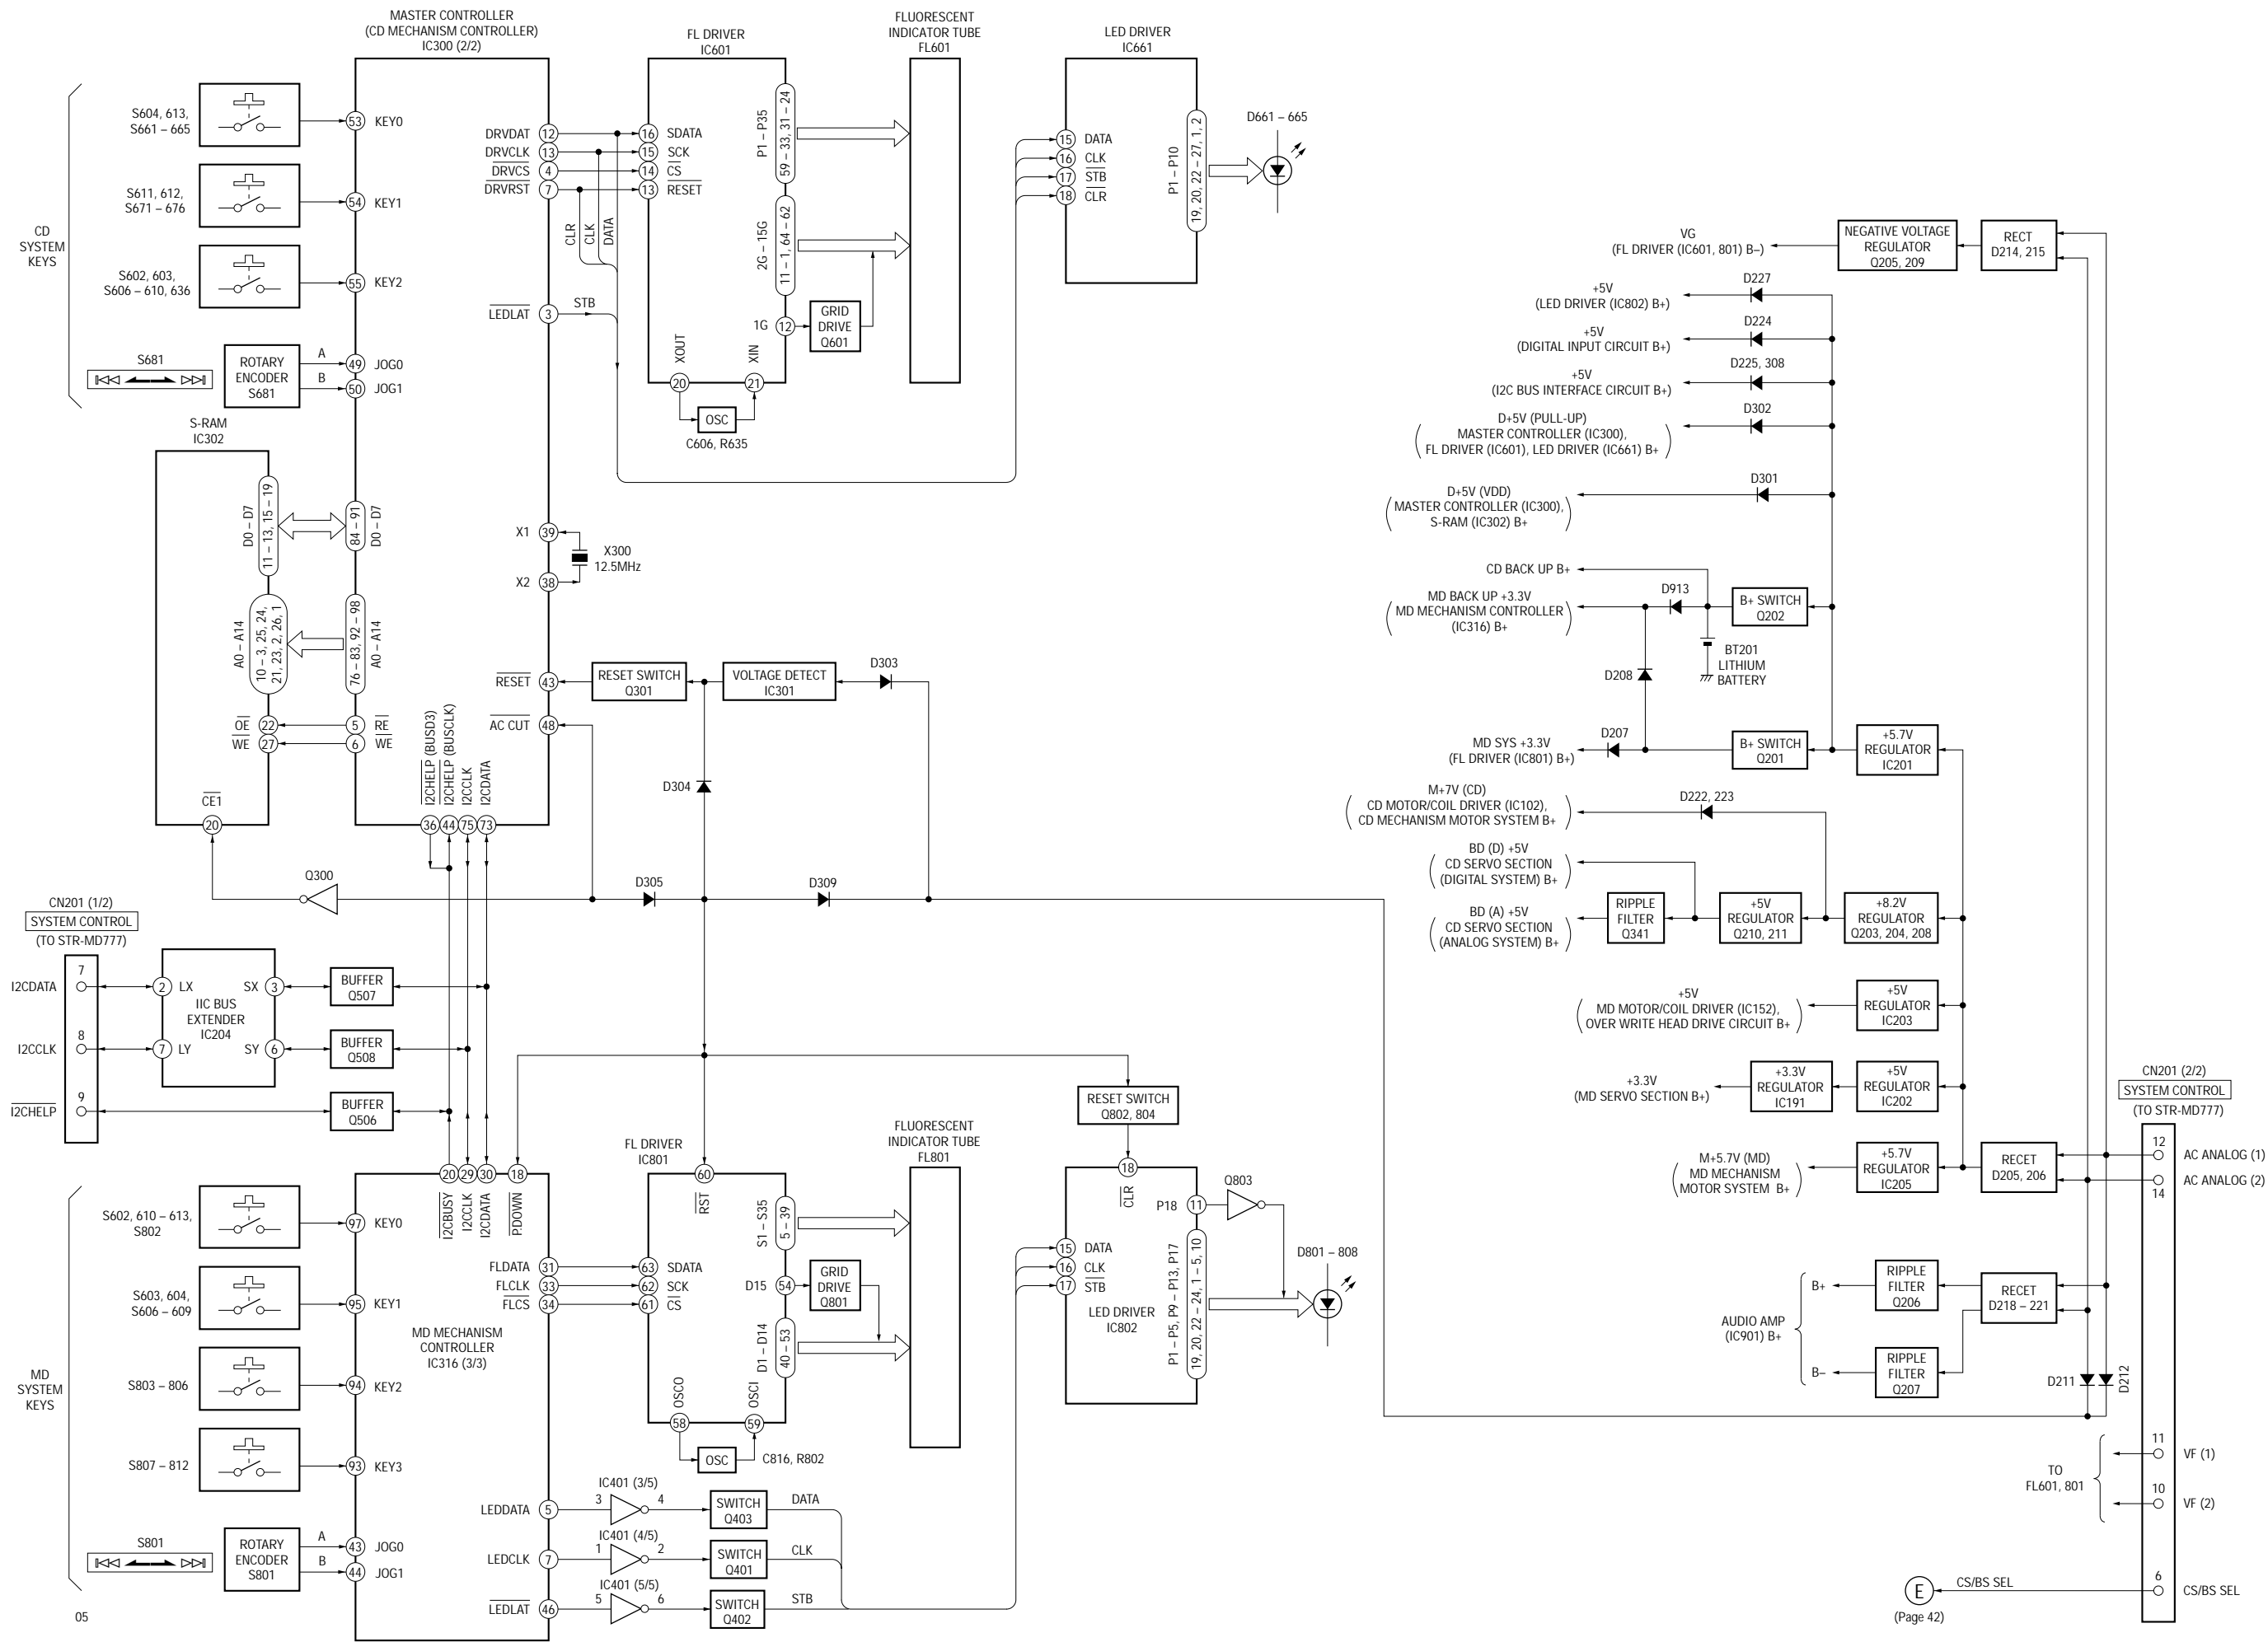 MASTER CONTROLLER
(CD MECHANISM CONTROLLER)
IC300 (2/2)
FL DRIVER
IC601
FLUORESCENT
INDICATOR TUBE
FL601
LED DRIVER
IC661
CD
SYSTEM
KEYS
S604, 613,
S661 – 665
S611, 612,
S671 – 676
S602, 603,
S606 – 610, 636
S681
ROTARY
ENCODER
S681
A
B
53 KEY0
54 KEY1
55 KEY2
49 JOG0
50 JOG1
DRVDAT 12
DRVCLK 13
DRVCS 4
DRVRST 7
LEDLAT 3
STB
CLR
CLK
DATA
16 SDATA
15 SCK
14 CS
13 RESET
P1 – P35
59 – 33, 31 – 24
2G – 15G
11 – 1, 64 – 62
1G 12
GRID
DRIVE
Q601
XOUT
XIN
20
21
OSC
C606, R635
15 DATA
16 CLK
17 STB
18 CLR
P1 – P10
19, 20, 22 – 27, 1, 2
D661 – 665
S-RAM
IC302
D0 – D7
11 – 13, 15 – 19
84 – 91
D0 – D7
A0 – A14
10 – 3, 25, 24,
21, 23, 2, 26, 1
76 – 83, 92 – 98
A0 – A14
OE 22
WE 27
5 RE
6 WE
CE1
20
X1 39
X2 38
X300
12.5MHz
RESET 43
RESET SWITCH
Q301
VOLTAGE DETECT
IC301
D303
AC CUT 48
I2CHELP (BUSD3)
I2CHELP (BUSCLK)
I2CCLK
I2CDATA
36 44 75 73
D304
Q300
D305
D309
CN201 (1/2)
SYSTEM CONTROL
(TO STR-MD777)
I2CDATA
7
I2CCLK
8
I2CHELP
9
2 LX
7 LY
SX 3
SY 6
IIC BUS
EXTENDER
IC204
BUFFER
Q507
BUFFER
Q508
BUFFER
Q506
RESET SWITCH
Q802, 804
MD
SYSTEM
KEYS
S602, 610 – 613,
S802
S603, 604,
S606 – 609
S803 – 806
S807 – 812
S801
ROTARY
ENCODER
S801
A
B
97 KEY0
95 KEY1
94 KEY2
93 KEY3
43 JOG0
44 JOG1
20 29 30 18
I2CBUSY
I2CCLK
I2CDATA
P.DOWN
MD MECHANISM
CONTROLLER
IC316 (3/3)
FLDATA 31
FLCLK 33
FLCS 34
LEDDATA 5
LEDCLK 7
LEDLAT 46
FL DRIVER
IC801
60
RST
63 SDATA
62 SCK
61 CS
S1 – S35
5 – 39
D15 54
GRID
DRIVE
Q801
D1 – D14
40 – 53
OSCO
OSCI
58
59
OSC
C816, R802
FLUORESCENT
INDICATOR TUBE
FL801
IC401 (3/5)
3 4
SWITCH
Q403
DATA
IC401 (4/5)
1 2
SWITCH
Q401
CLK
IC401 (5/5)
5 6
SWITCH
Q402
STB
18
CLR
P18 11
Q803
15 DATA
16 CLK
17 STB
LED DRIVER
IC802
P1 – P5, P9 – P13, P17
19, 20, 22 – 24, 1 – 5, 10
D801 – 808
VG
(FL DRIVER (IC601, 801) B–)
NEGATIVE VOLTAGE
REGULATOR
Q205, 209
RECT
D214, 215
+5V
(LED DRIVER (IC802) B+)
D227
+5V
(DIGITAL INPUT CIRCUIT B+)
D224
+5V
(I2C BUS INTERFACE CIRCUIT B+)
D225, 308
D+5V (PULL-UP)
MASTER CONTROLLER (IC300),
FL DRIVER (IC601), LED DRIVER (IC661) B+
D302
D+5V (VDD)
MASTER CONTROLLER (IC300),
S-RAM (IC302) B+
D301
CD BACK UP B+
MD BACK UP +3.3V
MD MECHANISM CONTROLLER
(IC316) B+
D913
B+ SWITCH
Q202
BT201
LITHIUM
BATTERY
D208
MD SYS +3.3V
(FL DRIVER (IC801) B+)
D207
B+ SWITCH
Q201
+5.7V
REGULATOR
IC201
M+7V (CD)
CD MOTOR/COIL DRIVER (IC102),
CD MECHANISM MOTOR SYSTEM B+
D222, 223
BD (D) +5V
CD SERVO SECTION
(DIGITAL SYSTEM) B+
BD (A) +5V
CD SERVO SECTION
(ANALOG SYSTEM) B+
RIPPLE
FILTER
Q341
+5V
REGULATOR
Q210, 211
+8.2V
REGULATOR
Q203, 204, 208
+5V
MD MOTOR/COIL DRIVER (IC152),
OVER WRITE HEAD DRIVE CIRCUIT B+
+5V
REGULATOR
IC203
+3.3V
(MD SERVO SECTION B+)
+3.3V
REGULATOR
IC191
+5V
REGULATOR
IC202
M+5.7V (MD)
MD MECHANISM
MOTOR SYSTEM B+
+5.7V
REGULATOR
IC205
RECET
D205, 206
CN201 (2/2)
SYSTEM CONTROL
(TO STR-MD777)
12
AC ANALOG (1)
AC ANALOG (2)
14
AUDIO AMP
(IC901) B+
B+
B–
RIPPLE
FILTER
Q206
RIPPLE
FILTER
Q207
RECET
D218 – 221
D211
D212
TO
FL601, 801
11
VF (1)
10
VF (2)
6
CS/BS SEL
CS/BS SEL
E
(Page 42)
05